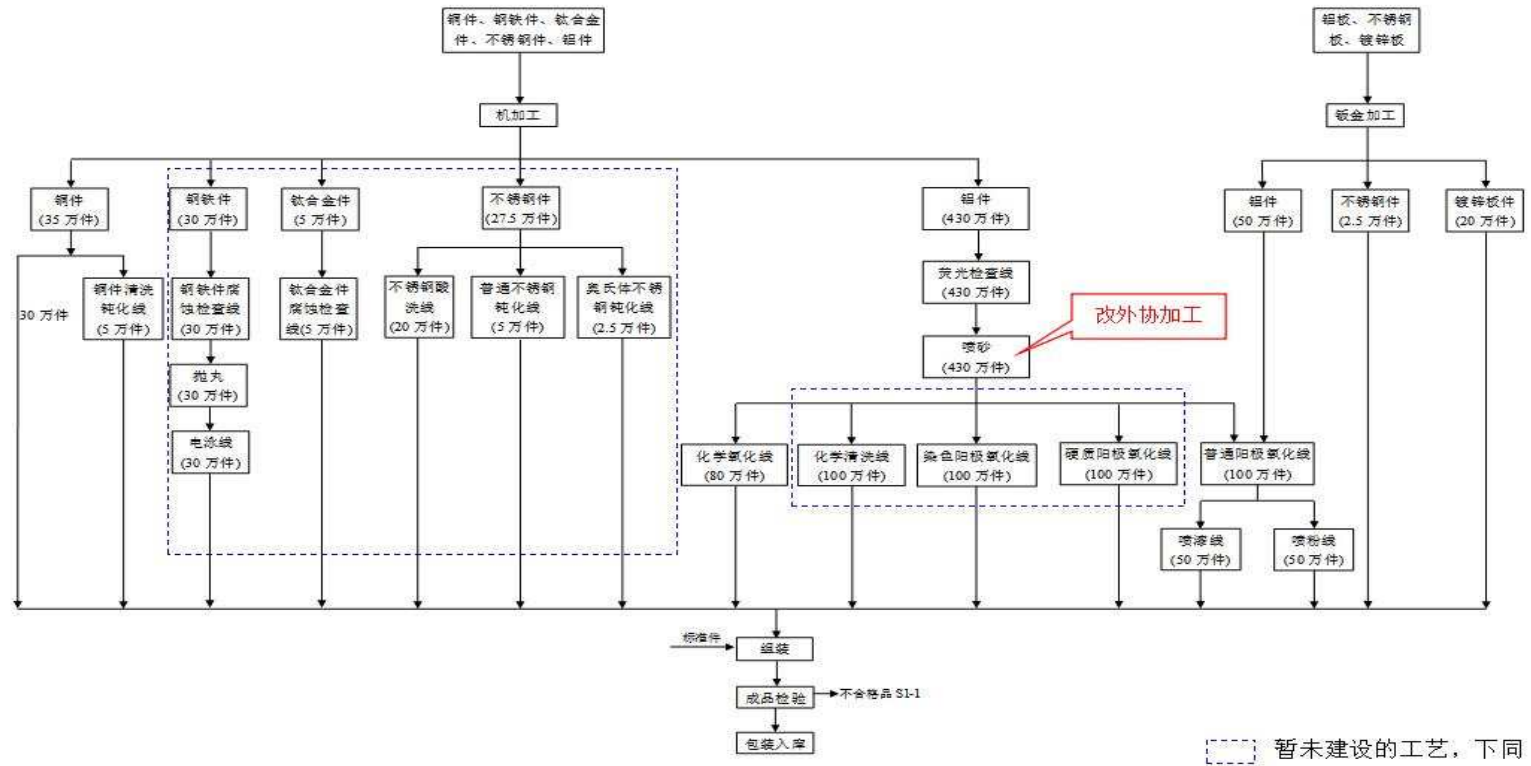 铜件、钢铁件、钛合金
件、不锈钢件、铝件
铝板、不锈钢
板、镀锌板
机加工
钣金加工
铜件
(35 万件)
钢铁件
(30 万件)
钛合金件
(5 万件)
不锈钢件
(27.5 万件)
铝件
(430 万件)
铝件
(50 万件)
不锈钢件
(2.5 万件)
镀锌板件
(20 万件)
30 万件
铜件清洗
钝化线
(5 万件)
钢铁件腐
蚀检查线
(30 万件)
钛合金件
腐蚀检查
线(5 万件)
不锈钢酸
洗线
(20 万件)
普通不锈钢
钝化线
(5 万件)
奥氏体不锈
钢钝化线
(2.5 万件)
荧光检查线
(430 万件)
改外协加工
喷砂
(430 万件)
抛丸
(30 万件)
电泳线
(30 万件)
化学氧化线
(80 万件)
化学清洗线
(100 万件)
染色阳极氧化线
(100 万件)
硬质阳极氧化线
(100 万件)
普通阳极氧化线
(100 万件)
喷漆线
(50 万件)
喷粉线
(50 万件)
标准件
组装
成品检验
不合格品 S1-1
包装入库
暂未建设的工艺，下同